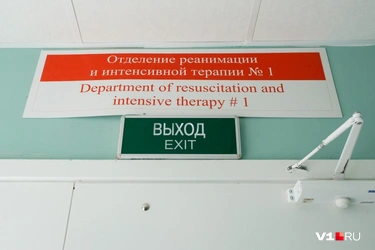 Отделение реанимации
и интенсивной терапии № 1
Department of resuscitation and
intensive therapy # 1
ВЫХОД
EXIT
V1.RU